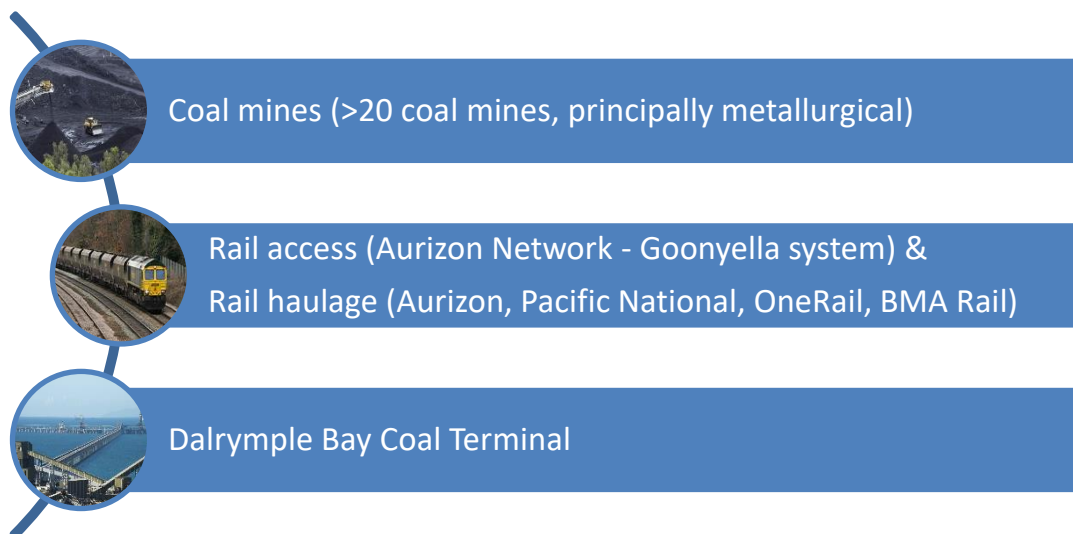 Coal mines (>20 coal mines, principally metallurgical)
Rail access (Aurizon Network - Goonyella system) &
Rail haulage (Aurizon, Pacific National, OneRail, BMA Rail)
Dalrymple Bay Coal Terminal